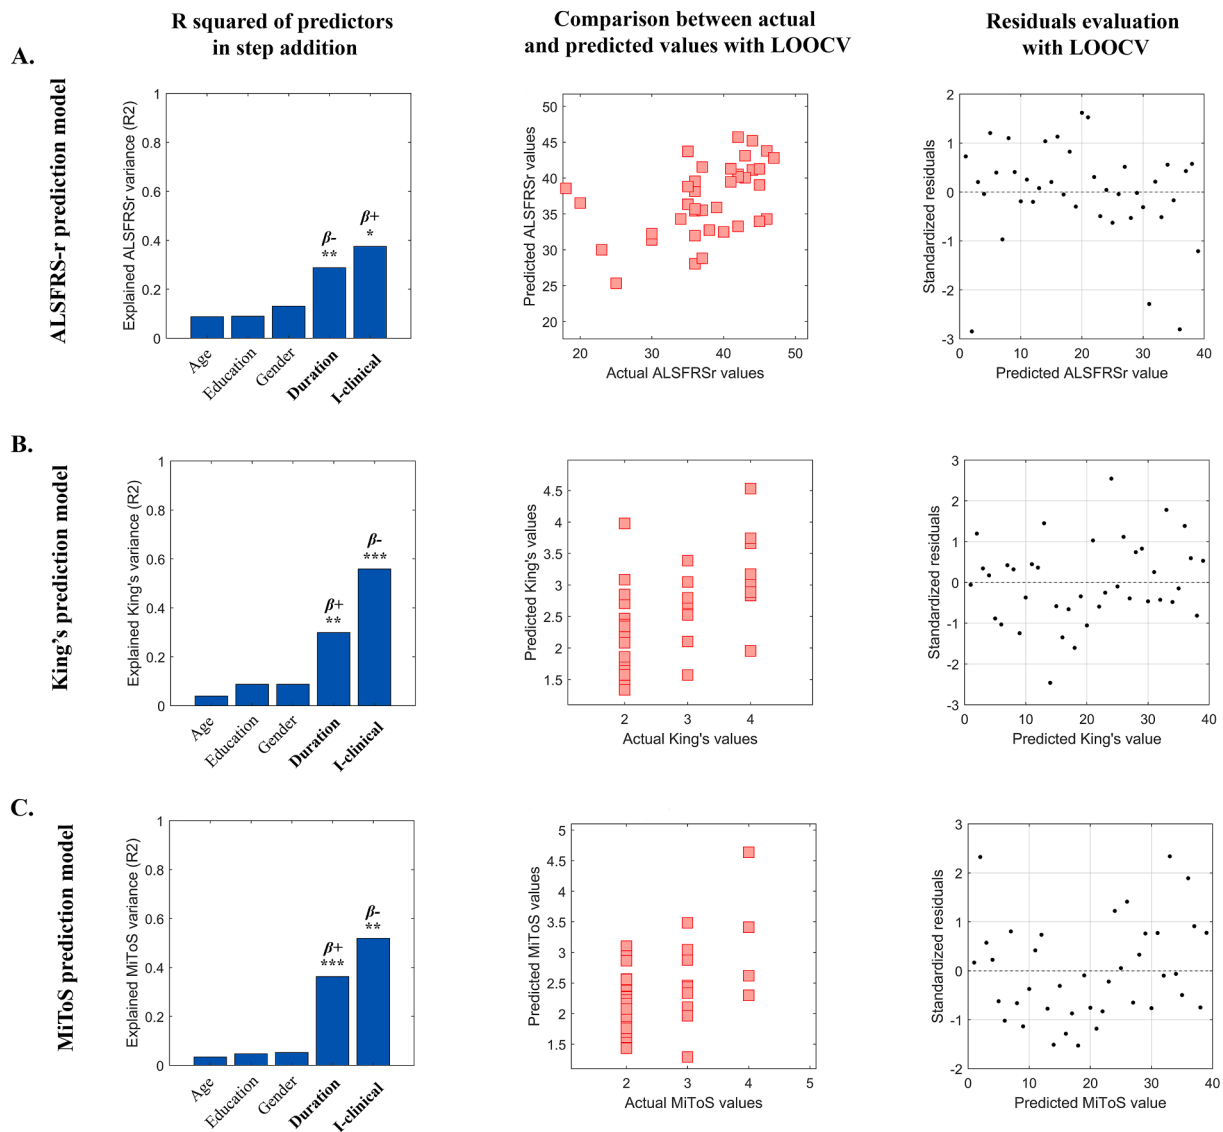 R squared of predictors
in step addition
Comparison between actual
and predicted values with LOOCV
Residuals evaluation
with LOOCV
A.
ALSFRS-r prediction model
Explained ALSFRSr variance (R2)
1
0.8
0.6
0.4
0.2
0
β-
**
β+
*
Age
Education
Gender
Duration
I-clinical
Predicted ALSFRSr values
50
45
40
35
30
25
20
20
30
40
50
Actual ALSFRSr values
Standardized residuals
2
1
0
-1
-2
-3
0
10
20
30
40
Predicted ALSFRSr value
B.
King's prediction model
Explained King's variance (R2)
1
0.8
0.6
0.4
0.2
0
β+
**
β-
***
Age
Education
Gender
Duration
I-clinical
Predicted King's values
4.5
4
3.5
3
2.5
2
1.5
2
3
4
Actual King's values
Standardized residuals
3
2
1
0
-1
-2
-3
0
10
20
30
40
Predicted King's value
C.
MiToS prediction model
Explained MiToS variance (R2)
1
0.8
0.6
0.4
0.2
0
β+
***
β-
**
Age
Education
Gender
Duration
I-clinical
Predicted MiToS values
5
4.5
4
3.5
3
2.5
2
1.5
2
3
4
5
Actual MiToS values
Standardized residuals
3
2
1
0
-1
-2
0
10
20
30
40
Predicted MiToS value